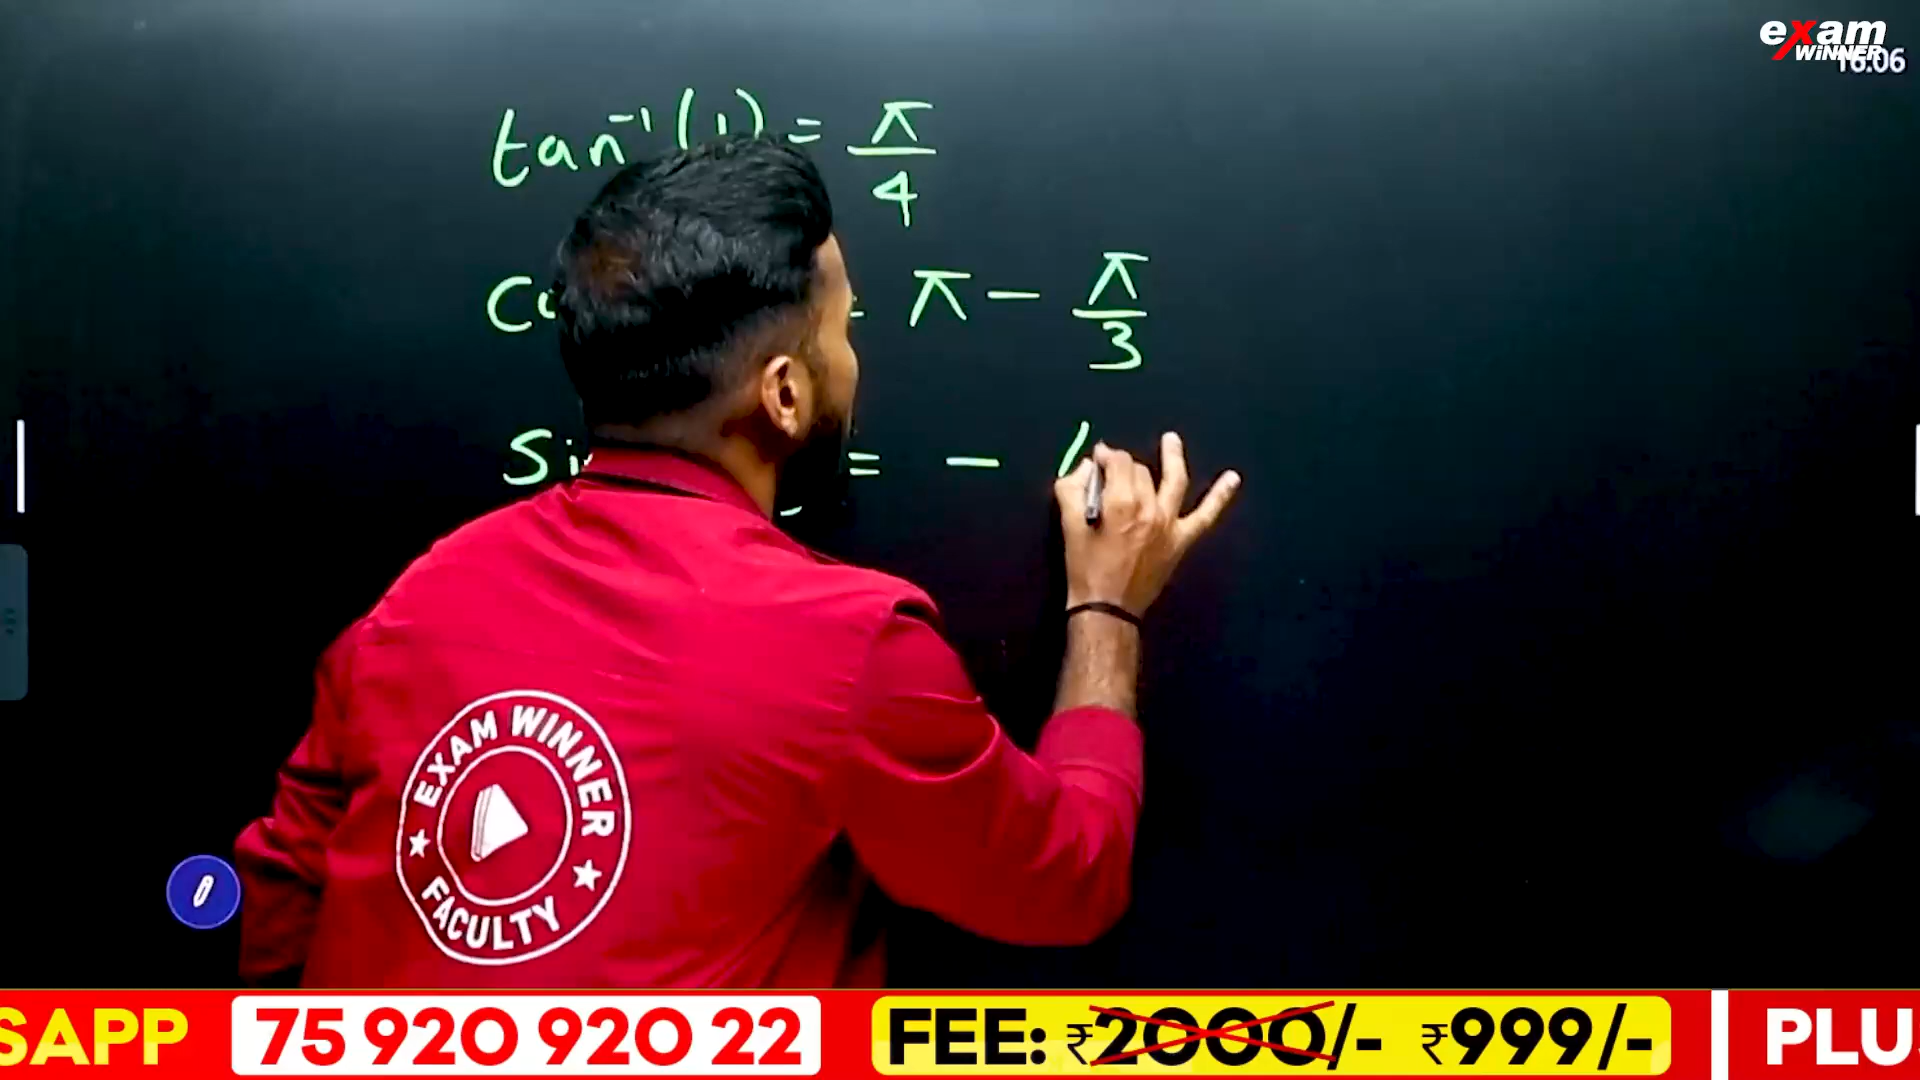 exam
WiNNER
16:06
tan⁻¹(1) = π/4
π − π/3
= −
EXAM WINNER
FACULTY
SAPP 75 920 920 22 FEE: ₹2000/- ₹999/- PLU